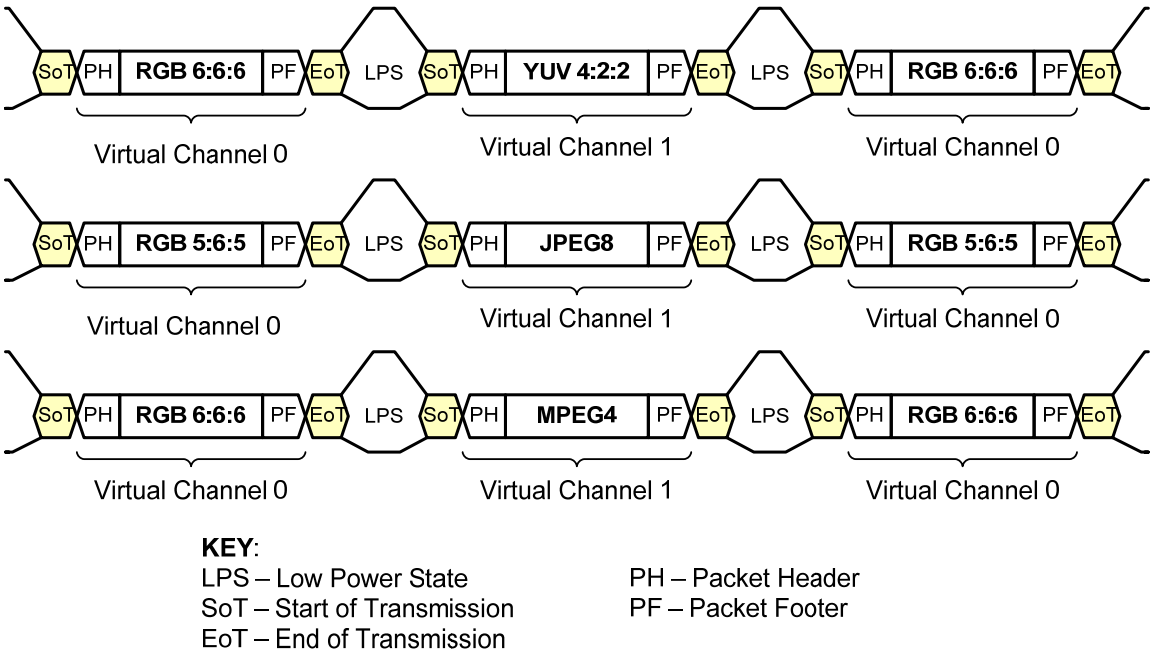 SoT PH RGB 6:6:6 PF EoT LPS SoT PH YUV 4:2:2 PF EoT LPS SoT PH RGB 6:6:6 PF EoT
Virtual Channel 0 Virtual Channel 1 Virtual Channel 0
SoT PH RGB 5:6:5 PF EoT LPS SoT PH JPEG8 PF EoT LPS SoT PH RGB 5:6:5 PF EoT
Virtual Channel 0 Virtual Channel 1 Virtual Channel 0
SoT PH RGB 6:6:6 PF EoT LPS SoT PH MPEG4 PF EoT LPS SoT PH RGB 6:6:6 PF EoT
Virtual Channel 0 Virtual Channel 1 Virtual Channel 0
KEY:
LPS – Low Power State PH – Packet Header
SoT – Start of Transmission PF – Packet Footer
EoT – End of Transmission